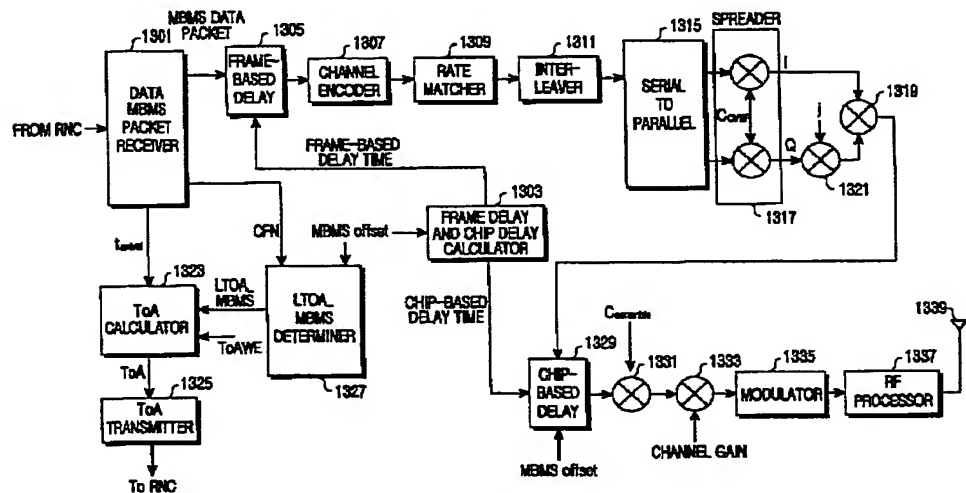 MBMS DATA
PACKET
1301
1305
1307
1309
1311
1315
SPREADER
DATA
MBMS
PACKET
RECEIVER
FRAME-
BASED
DELAY
CHANNEL
ENCODER
RATE
MATCHER
INTER-
LEAVER
SERIAL
TO
PARALLEL
I
1319
FROM RNC
j
Q
1321
1317
FRAME-BASED
DELAY TIME
1303
FRAME DELAY
AND CHIP DELAY
CALCULATOR
CFN
MBMS offset
1323
LTOA_
MBMS
ToA
CALCULATOR
LTOA_
MBMS
DETERMINER
CHIP-BASED
DELAY TIME
ToAWE
1327
ToA
1325
ToA
TRANSMITTER
To RNC
1329
CHIP-
BASED
DELAY
MBMS offset
1331
1333
CHANNEL GAIN
1335
MODULATOR
1337
RF
PROCESSOR
1339